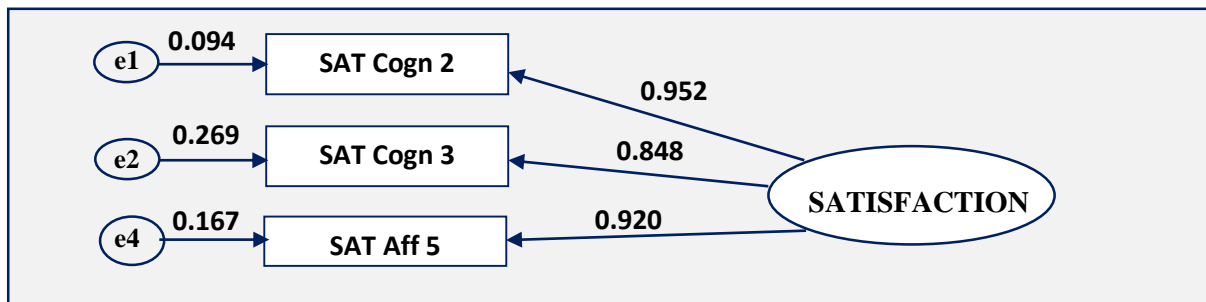 e1
0.094
SAT Cogn 2
0.952
e2
0.269
SAT Cogn 3
0.848
SATISFACTION
e4
0.167
SAT Aff 5
0.920